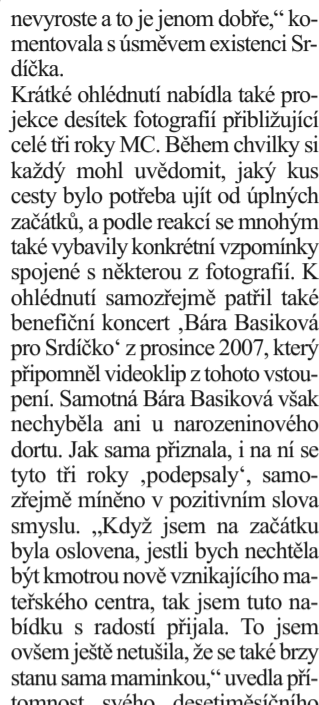 nevyroste a to je jenom dobře,“ ko-
mentovala s úsměvem existenci Sr-
díčka.
Krátké ohlédnutí nabídla také pro-
jekce desítek fotografií přibližující
celé tři roky MC. Během chvilky si
každý mohl uvědomit, jaký kus
cesty bylo potřeba ujít od úplných
začátků, a podle reakcí se mnohým
také vybavily konkrétní vzpomínky
spojené s některou z fotografií. K
ohlédnutí samozřejmě patřil také
benefiční koncert ‚Bára Basiková
pro Srdíčko‘ z prosince 2007, který
připomněl videoklip z tohoto vstou-
pení. Samotná Bára Basiková však
nechyběla ani u narozeninového
dortu. Jak sama přiznala, i na ní se
tyto tři roky ‚podepsaly‘, samo-
zřejmě míněno v pozitivním slova
smyslu. „Když jsem na začátku
byla oslovena, jestli bych nechtěla
být kmotrou nově vznikajícího ma-
teřského centra, tak jsem tuto na-
bídku s radostí přijala. To jsem
ovšem ještě netušila, že se také brzy
stanu sama maminkou,“ uvedla pří-
tomnost svého desetiměsíčního